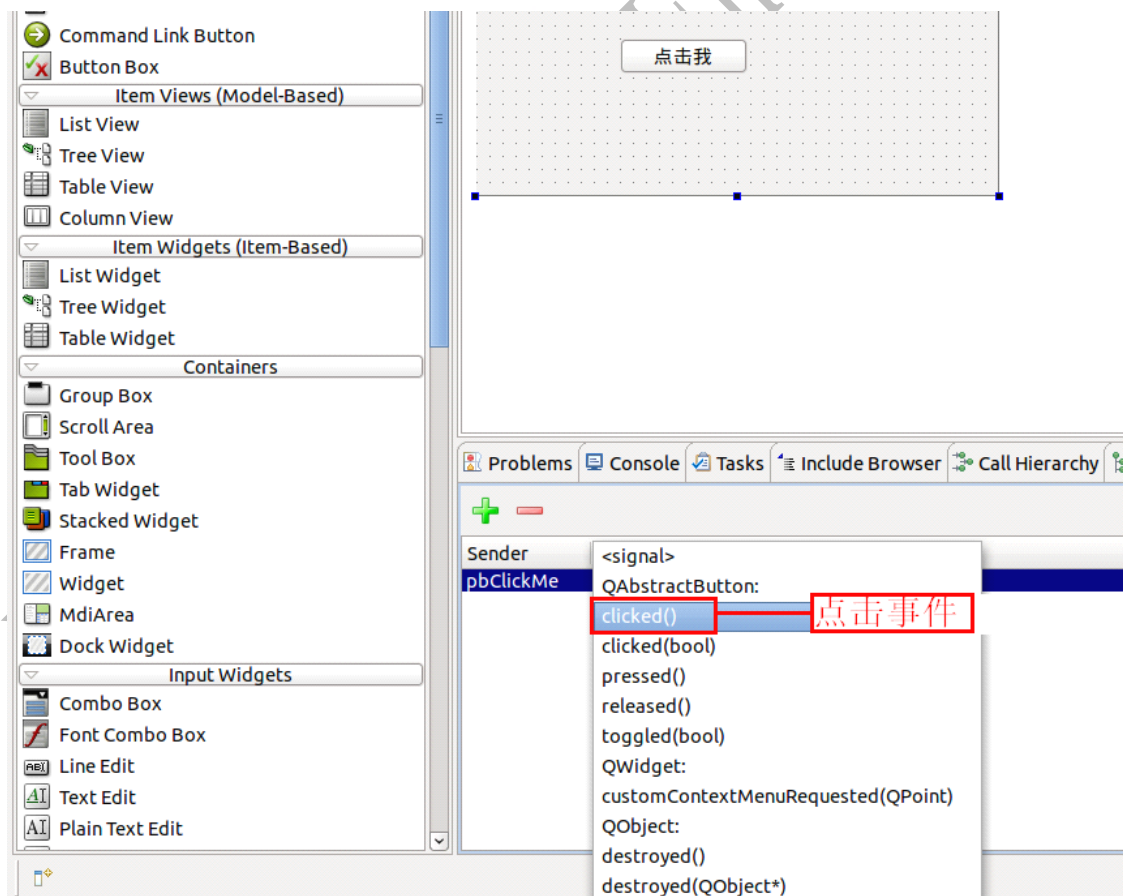 Command Link Button
Button Box
Item Views (Model-Based)
List View
Tree View
Table View
Column View
Item Widgets (Item-Based)
List Widget
Tree Widget
Table Widget
Containers
Group Box
Scroll Area
Tool Box
Tab Widget
Stacked Widget
Frame
Widget
MdiArea
Dock Widget
Input Widgets
Combo Box
Font Combo Box
Line Edit
Text Edit
Plain Text Edit
点击我
Problems Console Tasks Include Browser Call Hierarchy
Sender
pbClickMe
<signal>
QAbstractButton:
clicked() 点击事件
clicked(bool)
pressed()
released()
toggled(bool)
QWidget:
customContextMenuRequested(QPoint)
QObject:
destroyed()
destroyed(QObject*)